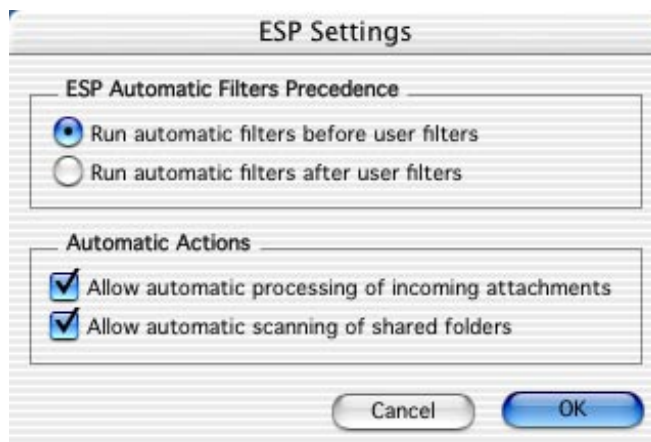 ESP Settings
ESP Automatic Filters Precedence
Run automatic filters before user filters
Run automatic filters after user filters
Automatic Actions
Allow automatic processing of incoming attachments
Allow automatic scanning of shared folders
Cancel
OK